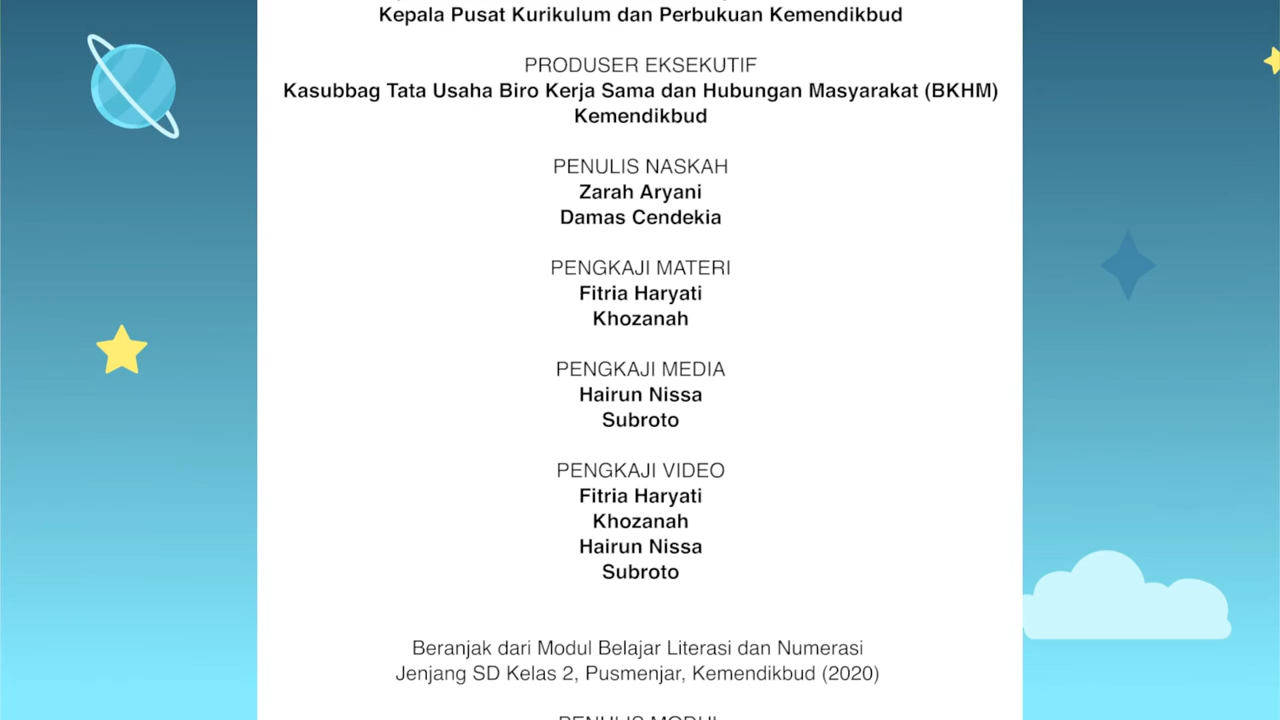 Kepala Pusat Kurikulum dan Perbukuan Kemendikbud
PRODUSER EKSEKUTIF
Kasubbag Tata Usaha Biro Kerja Sama dan Hubungan Masyarakat (BKHM)
Kemendikbud
PENULIS NASKAH
Zarah Aryani
Damas Cendekia
PENGKAJI MATERI
Fitria Haryati
Khozanah
PENGKAJI MEDIA
Hairun Nissa
Subroto
PENGKAJI VIDEO
Fitria Haryati
Khozanah
Hairun Nissa
Subroto
Beranjak dari Modul Belajar Literasi dan Numerasi
Jenjang SD Kelas 2, Pusmenjar, Kemendikbud (2020)
PENULIS MODUL